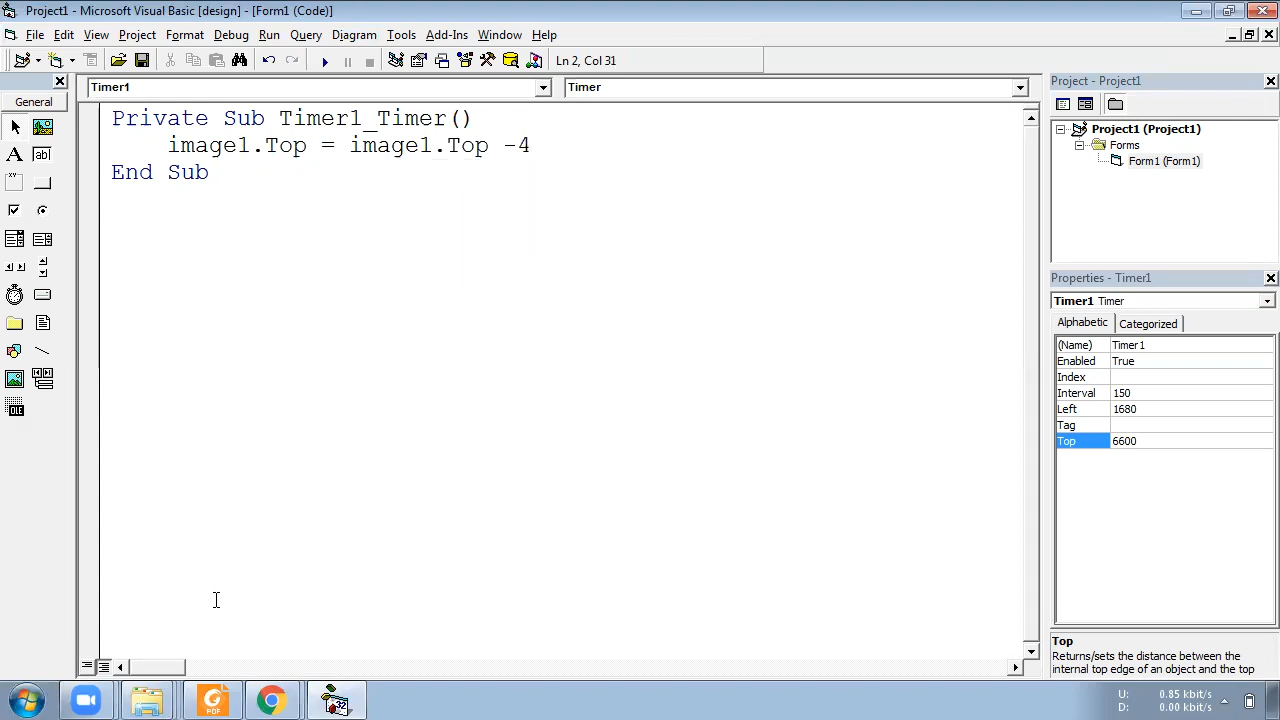 Project1 - Microsoft Visual Basic [design] - [Form1 (Code)]
File Edit View Project Format Debug Run Query Diagram Tools Add-Ins Window Help
Ln 2, Col 31
General
Timer1 Timer
Private Sub Timer1_Timer()
image1.Top = image1.Top -4
End Sub
Project - Project1
Project1 (Project1)
Forms
Form1 (Form1)
Properties - Timer1
Timer1 Timer
Alphabetic Categorized
(Name) Timer1
Enabled True
Index
Interval 150
Left 1680
Tag
Top 6600
Top
Returns/sets the distance between the
internal top edge of an object and the top
U: 0.85 kbit/s
D: 0.00 kbit/s